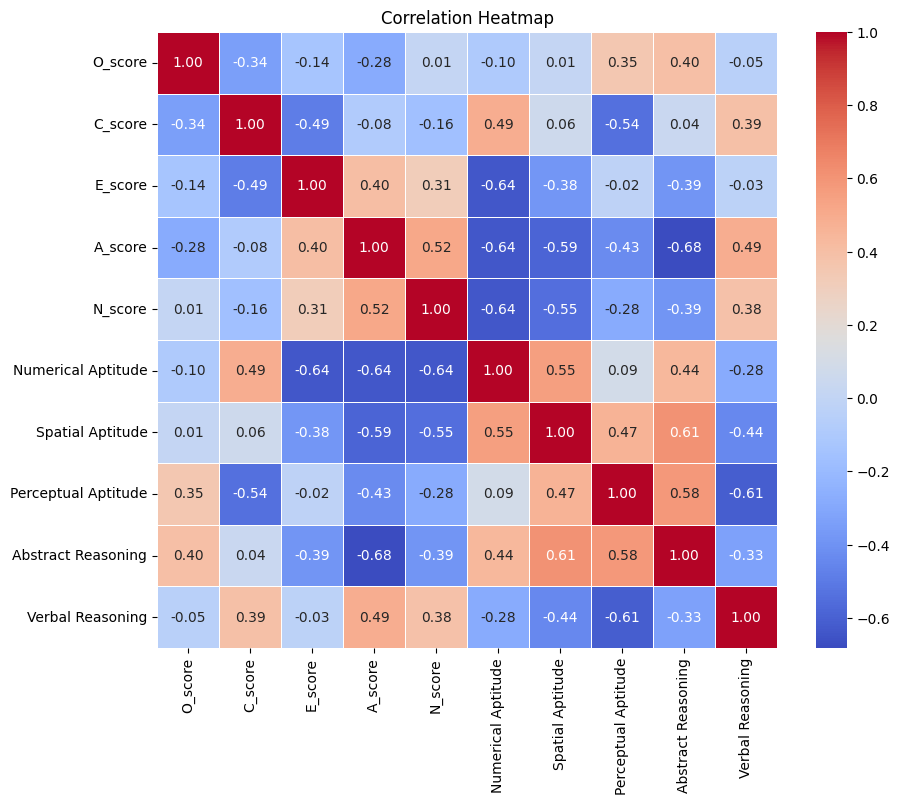 Correlation Heatmap
O_score 1.00 -0.34 -0.14 -0.28 0.01 -0.10 0.01 0.35 0.40 -0.05
C_score -0.34 1.00 -0.49 -0.08 -0.16 0.49 0.06 -0.54 0.04 0.39
E_score -0.14 -0.49 1.00 0.40 0.31 -0.64 -0.38 -0.02 -0.39 -0.03
A_score -0.28 -0.08 0.40 1.00 0.52 -0.64 -0.59 -0.43 -0.68 0.49
N_score 0.01 -0.16 0.31 0.52 1.00 -0.64 -0.55 -0.28 -0.39 0.38
Numerical Aptitude -0.10 0.49 -0.64 -0.64 -0.64 1.00 0.55 0.09 0.44 -0.28
Spatial Aptitude 0.01 0.06 -0.38 -0.59 -0.55 0.55 1.00 0.47 0.61 -0.44
Perceptual Aptitude 0.35 -0.54 -0.02 -0.43 -0.28 0.09 0.47 1.00 0.58 -0.61
Abstract Reasoning 0.40 0.04 -0.39 -0.68 -0.39 0.44 0.61 0.58 1.00 -0.33
Verbal Reasoning -0.05 0.39 -0.03 0.49 0.38 -0.28 -0.44 -0.61 -0.33 1.00
O_score
C_score
E_score
A_score
N_score
Numerical Aptitude
Spatial Aptitude
Perceptual Aptitude
Abstract Reasoning
Verbal Reasoning
1.0
0.8
0.6
0.4
0.2
0.0
−0.2
−0.4
−0.6